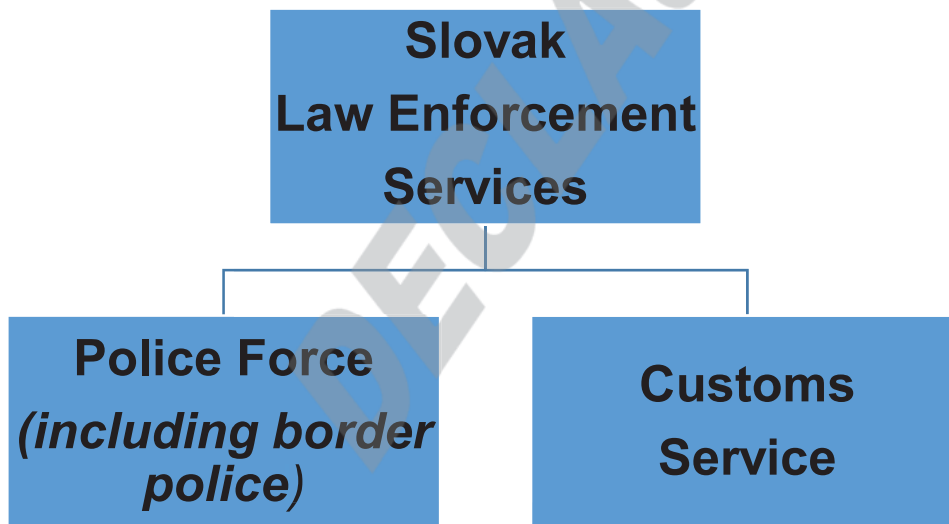 Slovak
Law Enforcement
Services
Police Force
(including border
police)
Customs
Service